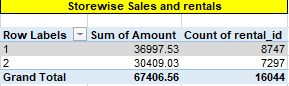 Storewise Sales and rentals
Row Labels Sum of Amount Count of rental_id
1 36997.53 8747
2 30409.03 7297
Grand Total 67406.56 16044